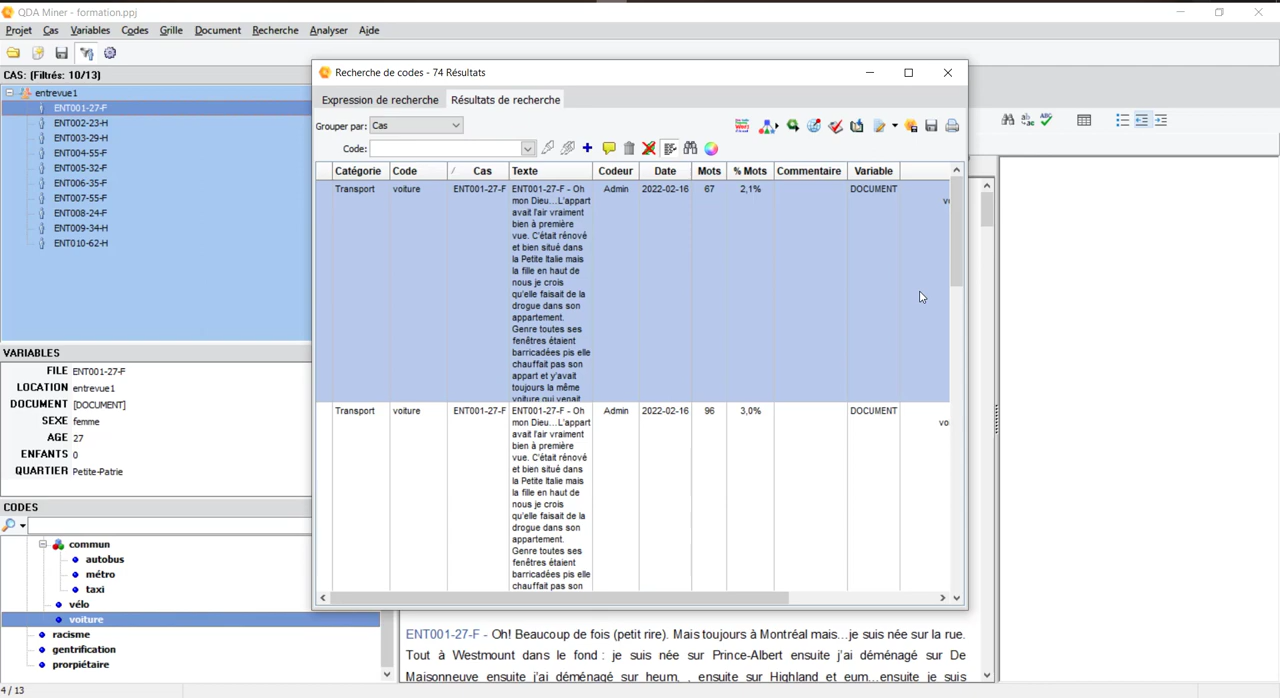 QDA Miner - formation.ppj
Projet Cas Variables Codes Grille Document Recherche Analyser Aide
CAS: (Filtrés: 10/13)
entrevue1
ENT001-27-F
ENT002-23-H
ENT003-29-H
ENT004-55-F
ENT005-32-F
ENT006-35-F
ENT007-55-F
ENT008-24-F
ENT009-34-H
ENT010-62-H
VARIABLES
FILE ENT001-27-F
LOCATION entrevue1
DOCUMENT [DOCUMENT]
SEXE femme
AGE 27
ENFANTS 0
QUARTIER Petite-Patrie
CODES
commun
autobus
métro
taxi
vélo
voiture
racisme
gentrification
prorpiétaire
4 / 13
Recherche de codes - 74 Résultats
Expression de recherche Résultats de recherche
Grouper par: Cas
Code:
Catégorie Code Cas Texte Codeur Date Mots % Mots Commentaire Variable
Transport voiture ENT001-27-F ENT001-27-F - Oh Admin 2022-02-16 67 2,1% DOCUMENT
mon Dieu...L'appart
avait l'air vraiment
bien à première
vue. C'était rénové
et bien situé dans
la Petite Italie mais
la fille en haut de
nous je crois
qu'elle faisait de la
drogue dans son
appartement.
Genre toutes ses
fenêtres étaient
barricadées pis elle
chauffait pas son
appart et y'avait
toujours la même
voiture qui venait
Transport voiture ENT001-27-F ENT001-27-F - Oh Admin 2022-02-16 96 3,0% DOCUMENT
mon Dieu...L'appart
avait l'air vraiment
bien à première
vue. C'était rénové
et bien situé dans
la Petite Italie mais
la fille en haut de
nous je crois
qu'elle faisait de la
drogue dans son
appartement.
Genre toutes ses
fenêtres étaient
barricadées pis elle
chauffait pas son
ENT001-27-F - Oh! Beaucoup de fois (petit rire). Mais toujours à Montréal mais...je suis née sur la rue.
Tout à Westmount dans le fond : je suis née sur Prince-Albert ensuite j'ai déménagé sur De
Maisonneuve ensuite j'ai déménagé sur heum. , ensuite sur Highland et eum...ensuite je suis